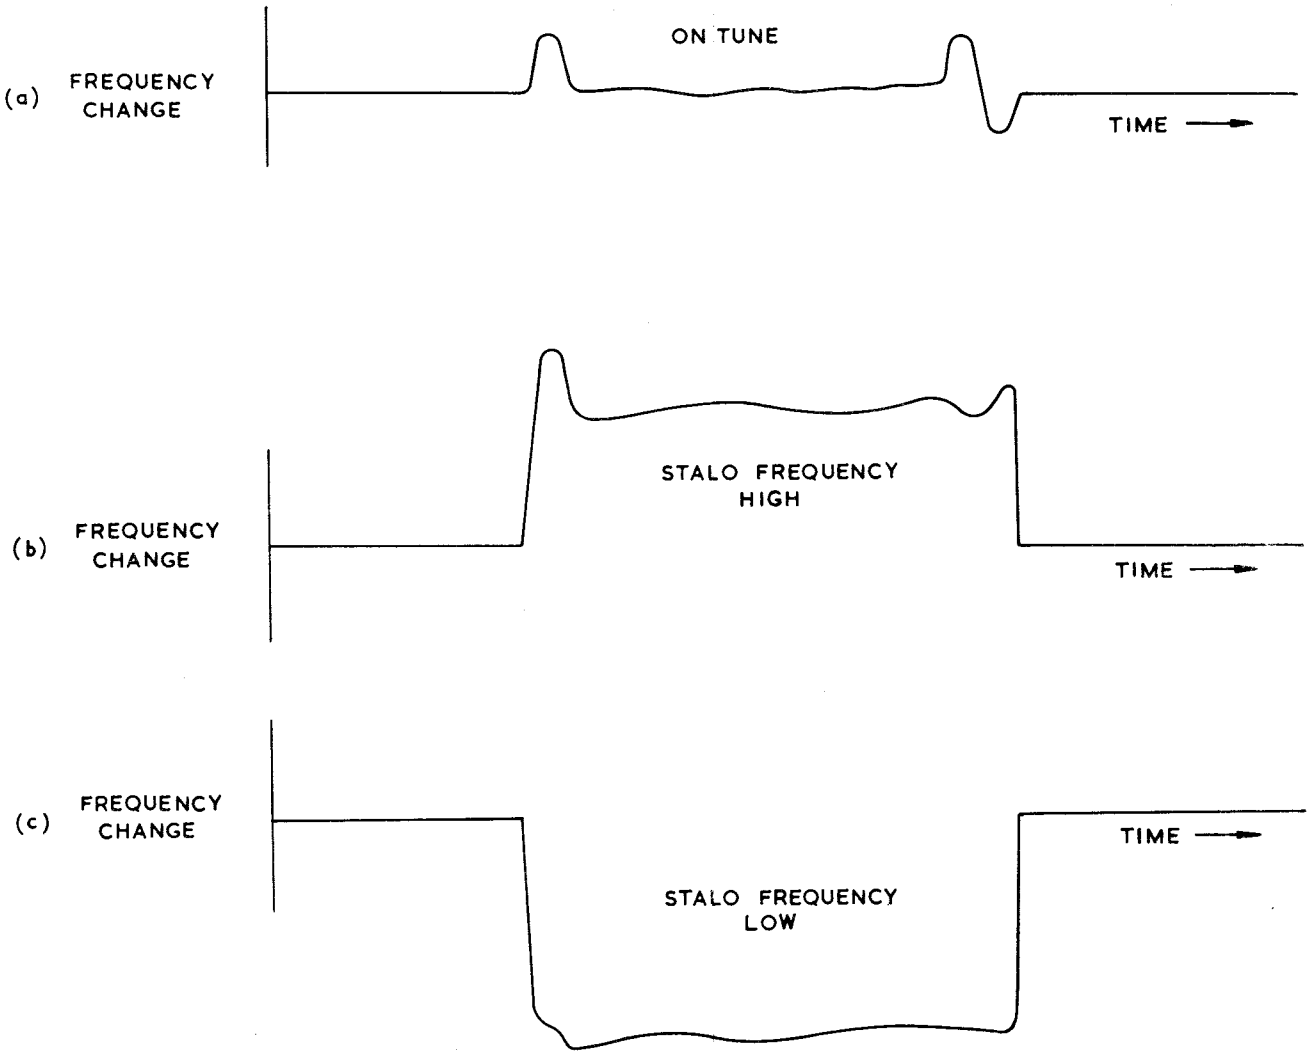 ON TUNE
(a) FREQUENCY
CHANGE
TIME
STALO FREQUENCY
HIGH
(b) FREQUENCY
CHANGE
TIME
(c) FREQUENCY
CHANGE
TIME
STALO FREQUENCY
LOW